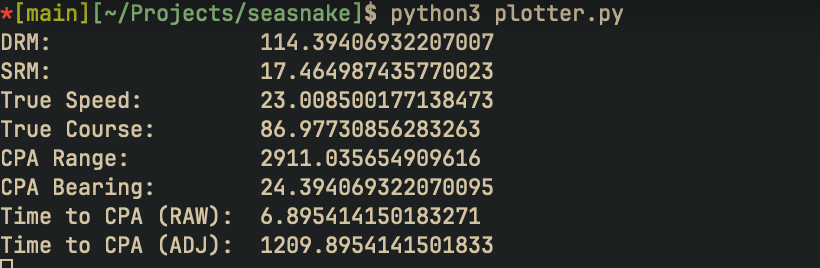 *[main][~/Projects/seasnake]$ python3 plotter.py
DRM: 114.39406932207007
SRM: 17.464987435770023
True Speed: 23.008500177138473
True Course: 86.97730856283263
CPA Range: 2911.035654909616
CPA Bearing: 24.394069322070095
Time to CPA (RAW): 6.895414150183271
Time to CPA (ADJ): 1209.8954141501833